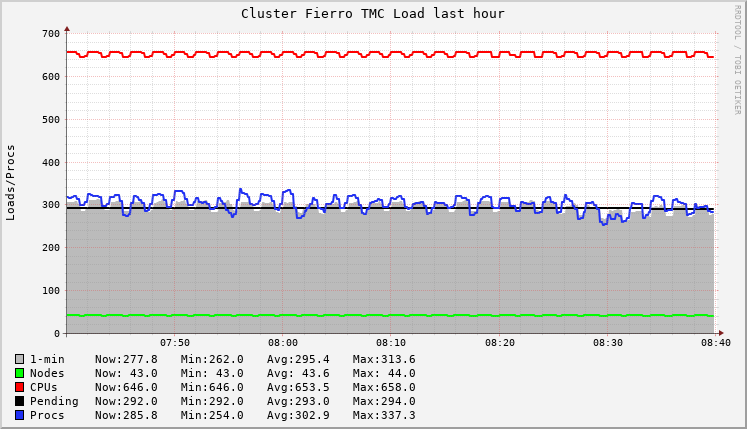 Cluster Fierro TMC Load last hour
RRDTOOL / TOBI OETIKER
Loads/Procs
700
600
500
400
300
200
100
0
07:50 08:00 08:10 08:20 08:30 08:40
1-min Now:277.8 Min:262.0 Avg:295.4 Max:313.6
Nodes Now: 43.0 Min: 43.0 Avg: 43.6 Max: 44.0
CPUs Now:646.0 Min:646.0 Avg:653.5 Max:658.0
Pending Now:292.0 Min:292.0 Avg:293.0 Max:294.0
Procs Now:285.8 Min:254.0 Avg:302.9 Max:337.3